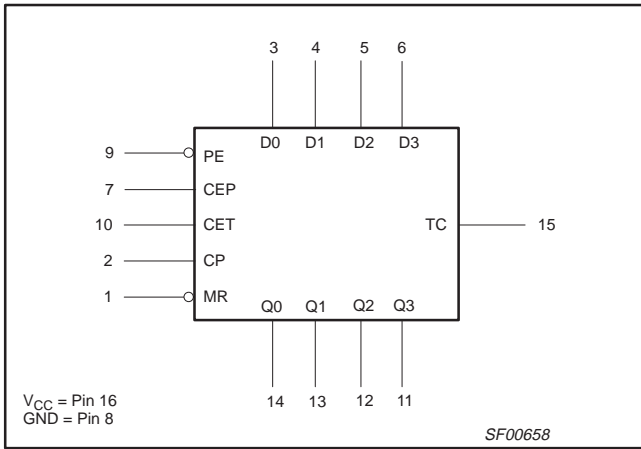 3 4 5 6
D0 D1 D2 D3
9 PE
7 CEP
10 CET TC 15
2 CP
1 MR
Q0 Q1 Q2 Q3
14 13 12 11
VCC = Pin 16
GND = Pin 8
SF00658